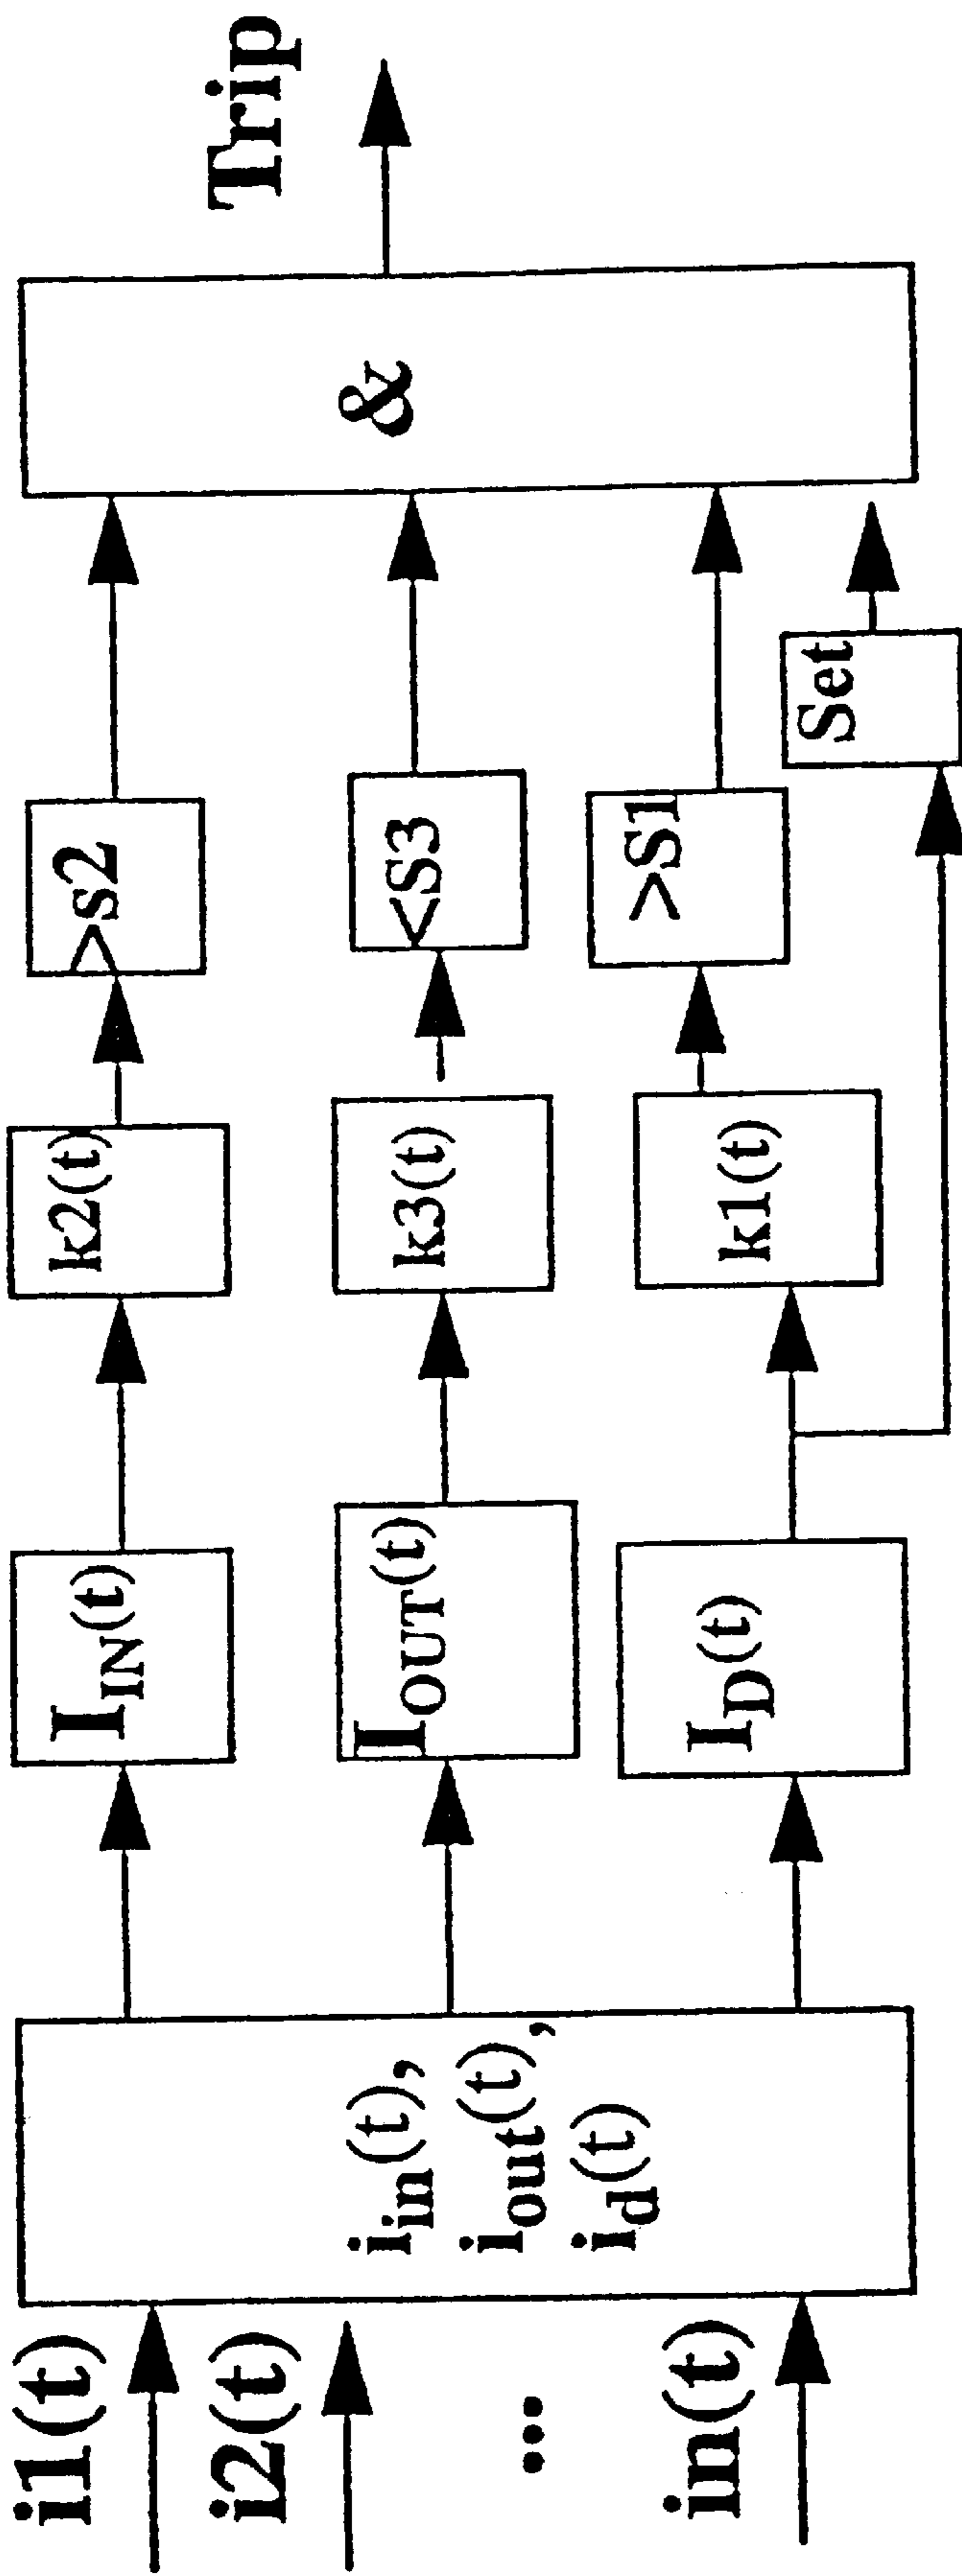 i1(t)
i2(t)
...
in(t)
i_in(t),
i_out(t),
i_d(t)
I_IN(t)
k2(t)
>s2
I_OUT(t)
k3(t)
<S3
I_D(t)
k1(t)
>S1
Set
&
Trip